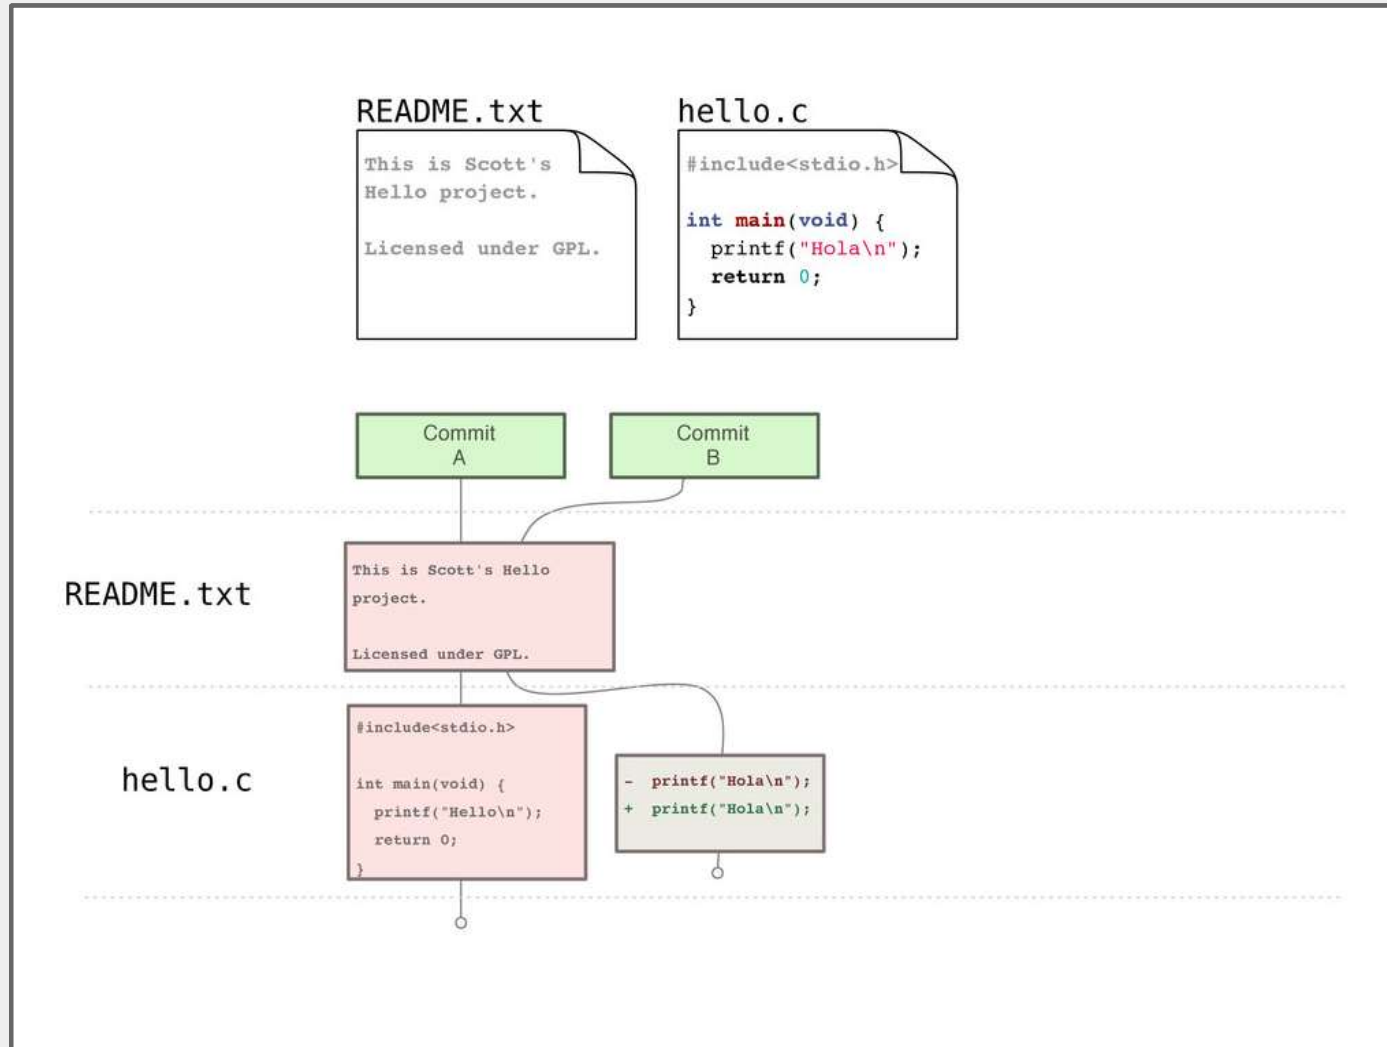 README.txt
This is Scott's
Hello project.
Licensed under GPL.
hello.c
#include<stdio.h>
int main(void) {
  printf("Hola\n");
  return 0;
}
Commit
A
Commit
B
README.txt
This is Scott's Hello
project.
Licensed under GPL.
hello.c
#include<stdio.h>
int main(void) {
  printf("Hello\n");
  return 0;
}
-  printf("Hola\n");
+  printf("Hola\n");